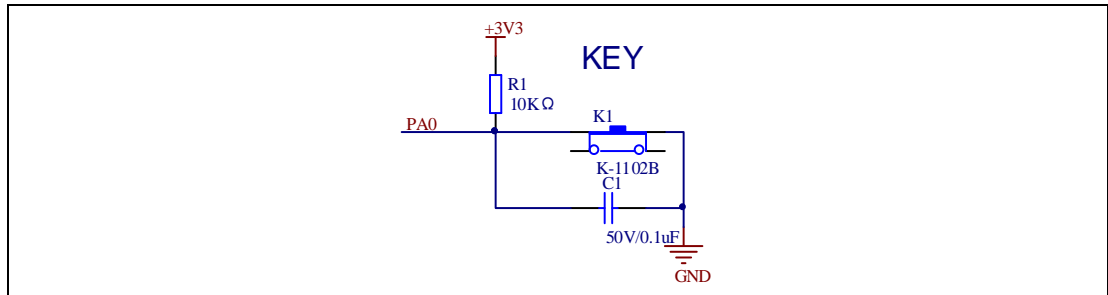 +3V3
KEY
R1
10KΩ
PA0
K1
K-1102B
C1
50V/0.1uF
GND